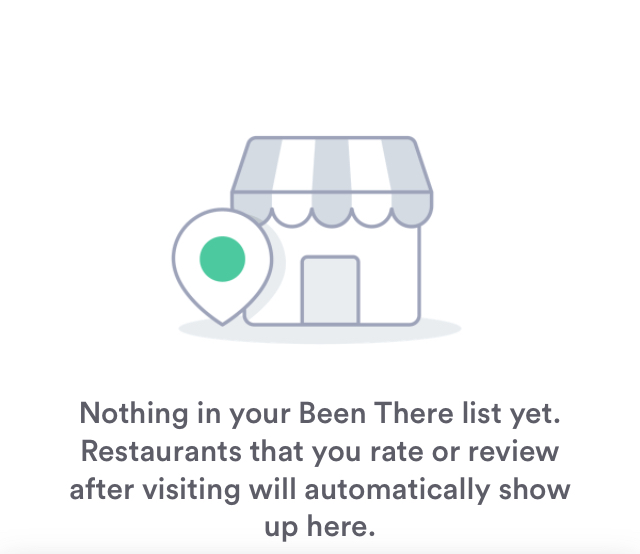 Nothing in your Been There list yet.
Restaurants that you rate or review
after visiting will automatically show
up here.